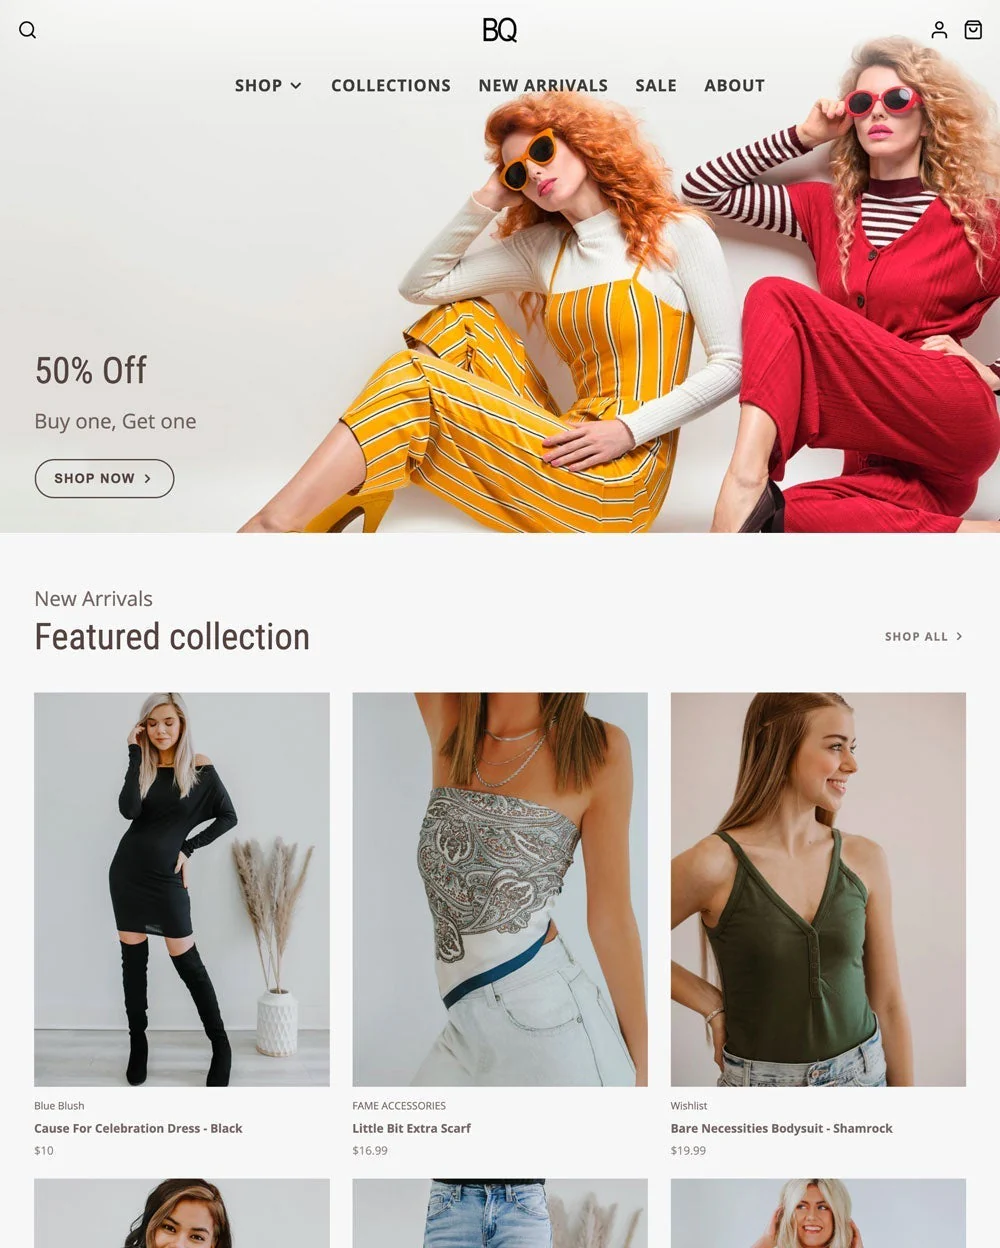 BQ
SHOP
COLLECTIONS
NEW ARRIVALS
SALE
ABOUT
50% Off
Buy one, Get one
SHOP NOW
New Arrivals
Featured collection
SHOP ALL
Blue Blush
Cause For Celebration Dress - Black
$10
FAME ACCESSORIES
Little Bit Extra Scarf
$16.99
Wishlist
Bare Necessities Bodysuit - Shamrock
$19.99